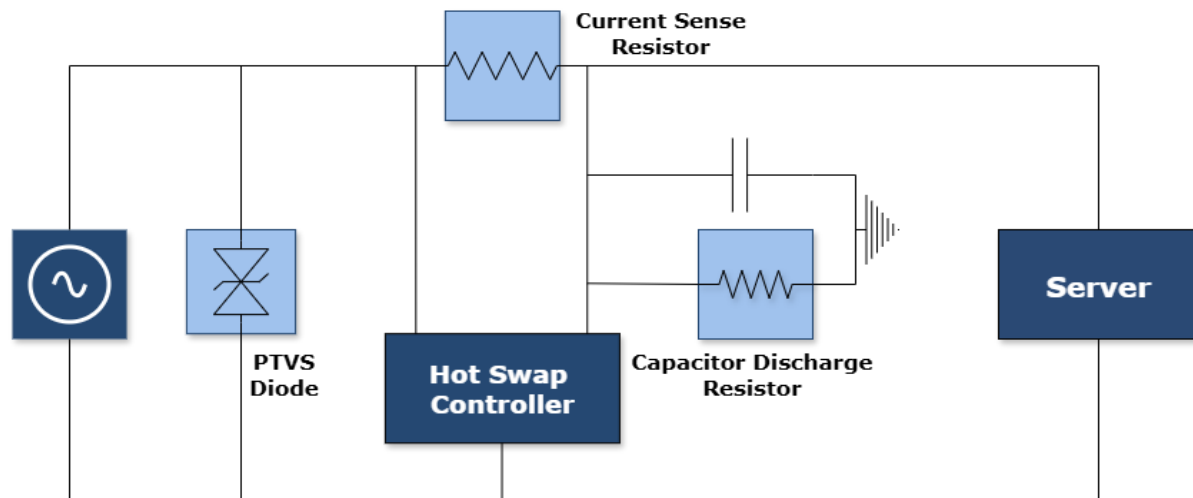 Current Sense
Resistor
PTVS
Diode
Hot Swap
Controller
Capacitor Discharge
Resistor
Server